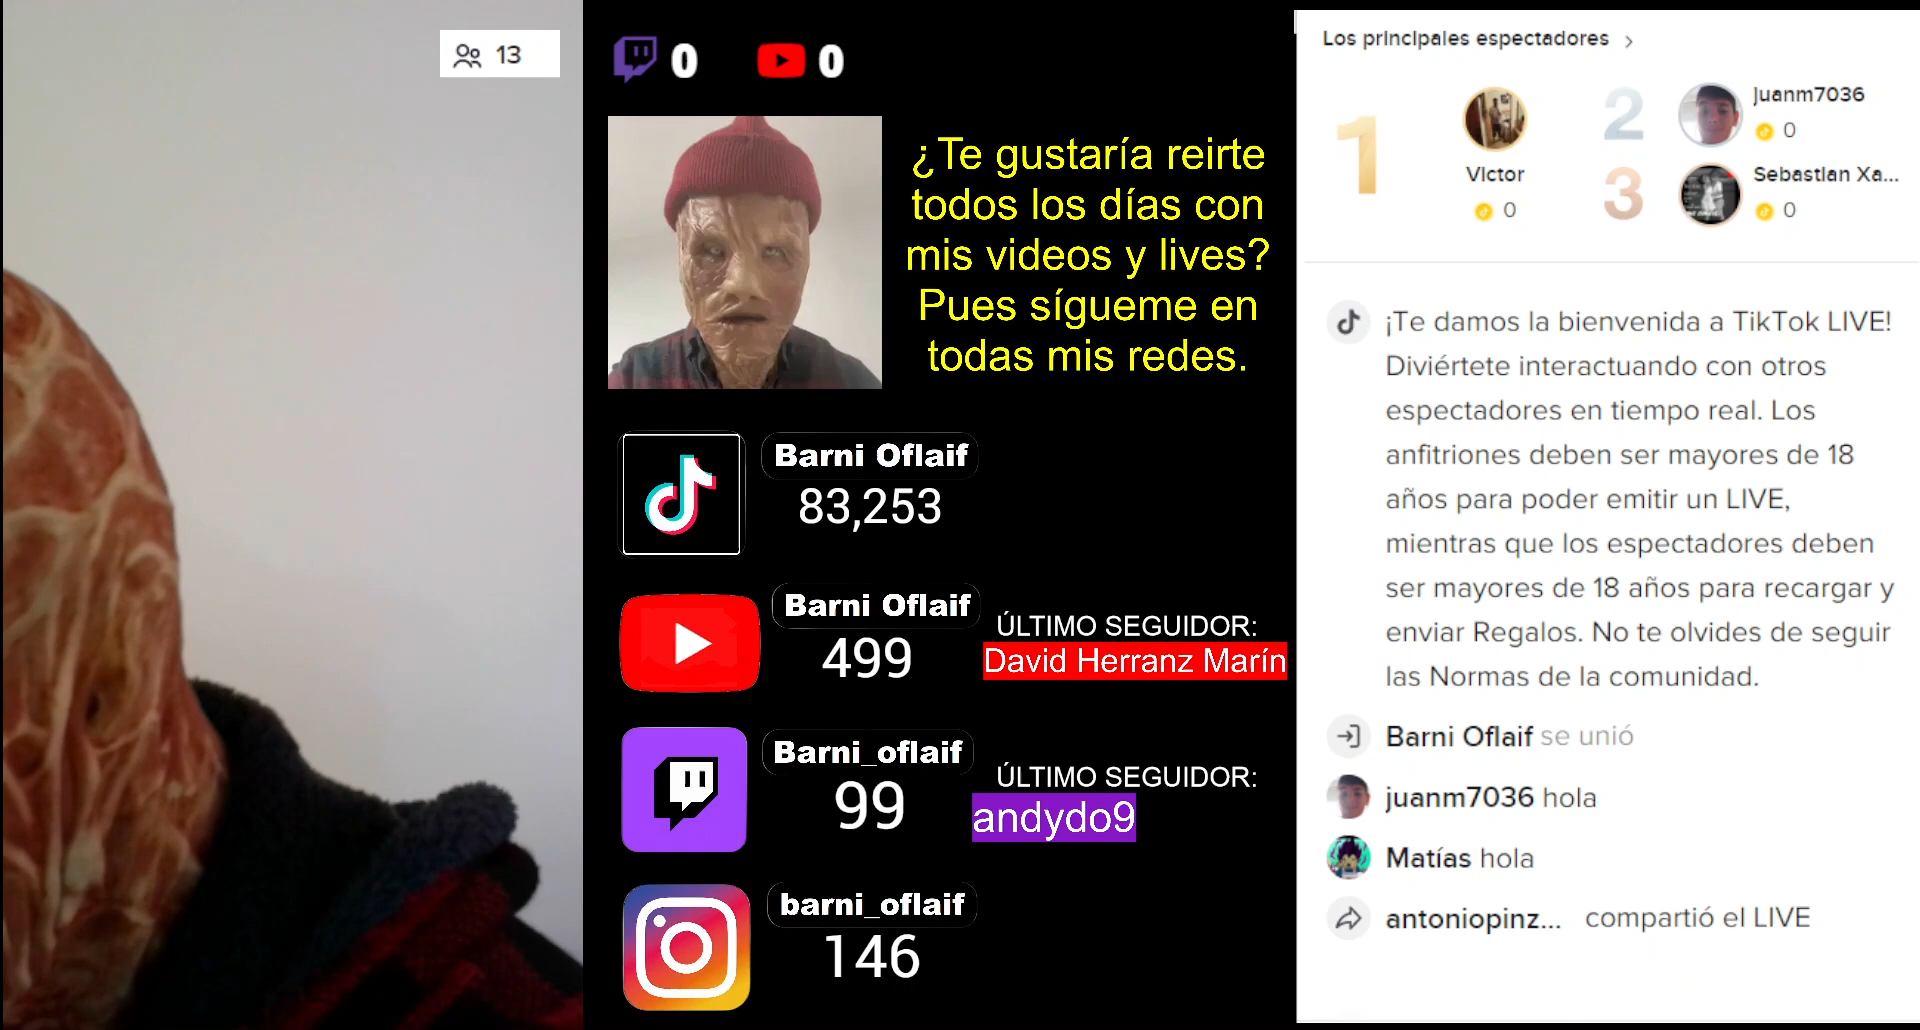 13
0
0
¿Te gustaría reirte
todos los días con
mis videos y lives?
Pues sígueme en
todas mis redes.
Barni Oflaif
83,253
Barni Oflaif
499
ÚLTIMO SEGUIDOR:
David Herranz Marín
Barni_oflaif
99
ÚLTIMO SEGUIDOR:
andydo9
barni_oflaif
146
Los principales espectadores >
1
Victor
0
2
juanm7036
0
3
Sebastian Xa...
0
¡Te damos la bienvenida a TikTok LIVE!
Diviértete interactuando con otros
espectadores en tiempo real. Los
anfitriones deben ser mayores de 18
años para poder emitir un LIVE,
mientras que los espectadores deben
ser mayores de 18 años para recargar y
enviar Regalos. No te olvides de seguir
las Normas de la comunidad.
Barni Oflaif se unió
juanm7036 hola
Matías hola
antoniopinz... compartió el LIVE